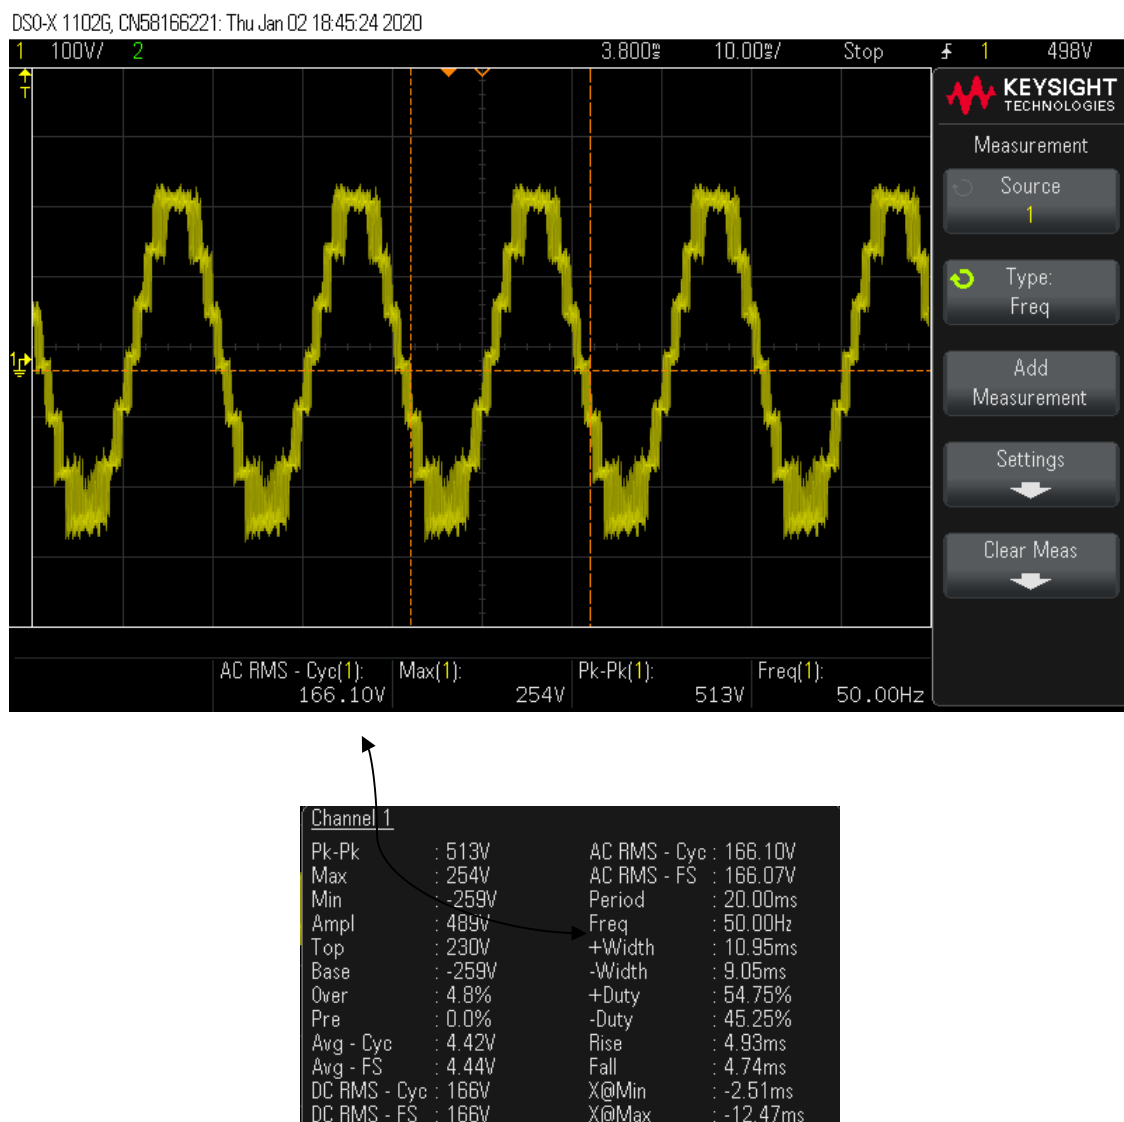 DSO-X 1102G, CN58166221: Thu Jan 02 18:45:24 2020
1 100V/ 2 3.800ms 10.00ms/ Stop 1 498V
T
KEYSIGHT
TECHNOLOGIES
Measurement
Source
1
Type:
Freq
Add
Measurement
Settings
Clear Meas
1
AC RMS - Cyc(1): Max(1): Pk-Pk(1): Freq(1):
166.10V 254V 513V 50.00Hz
Channel 1
Pk-Pk : 513V AC RMS - Cyc : 166.10V
Max : 254V AC RMS - FS : 166.07V
Min : -259V Period : 20.00ms
Ampl : 489V Freq : 50.00Hz
Top : 230V +Width : 10.95ms
Base : -259V -Width : 9.05ms
Over : 4.8% +Duty : 54.75%
Pre : 0.0% -Duty : 45.25%
Avg - Cyc : 4.42V Rise : 4.93ms
Avg - FS : 4.44V Fall : 4.74ms
DC RMS - Cyc : 166V X@Min : -2.51ms
DC RMS - FS : 166V X@Max : -12.47ms